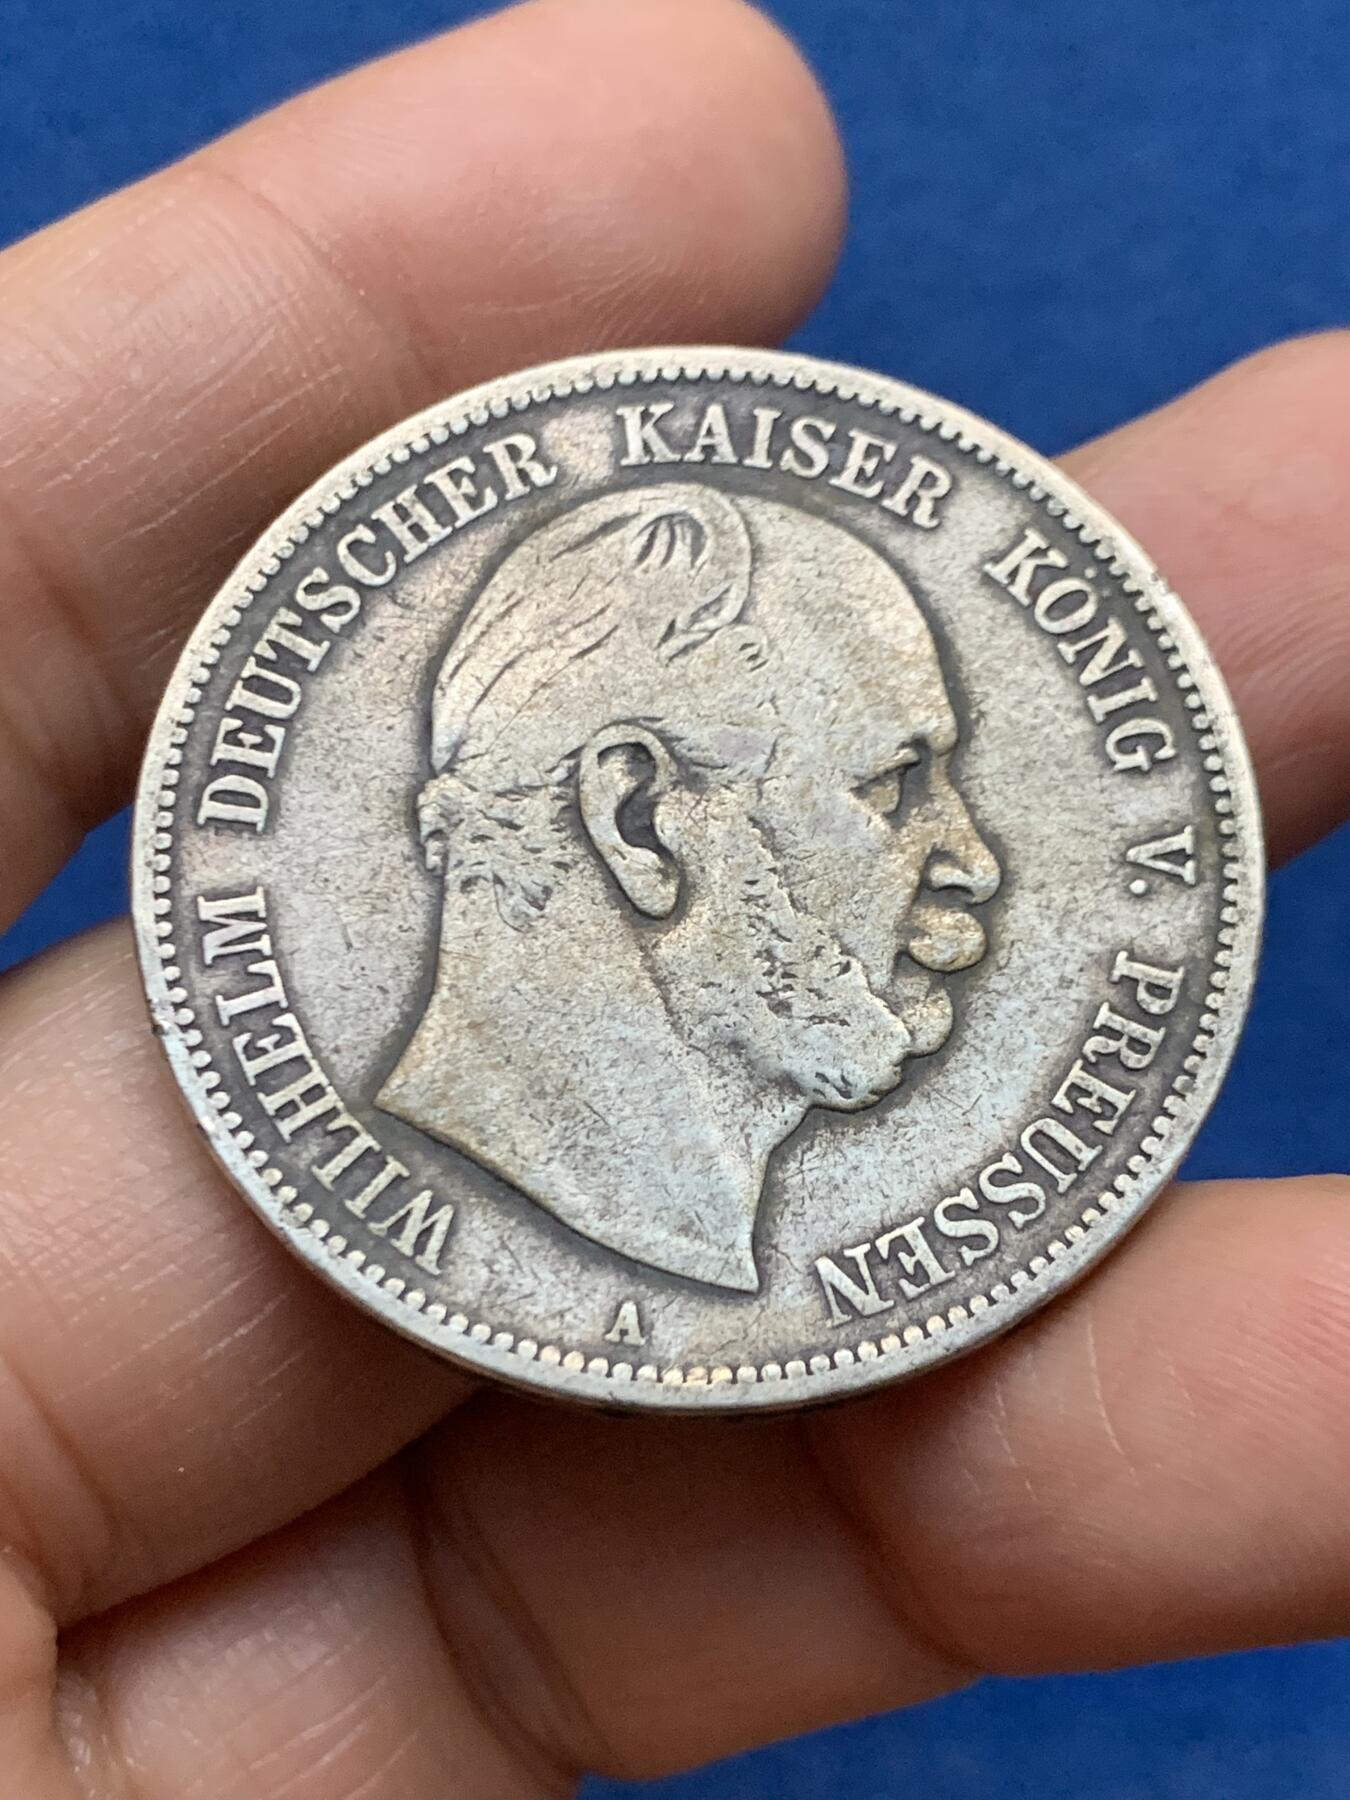 WILHELM DEUTSCHER KAISER KÖNIG V. PREUSSEN
A